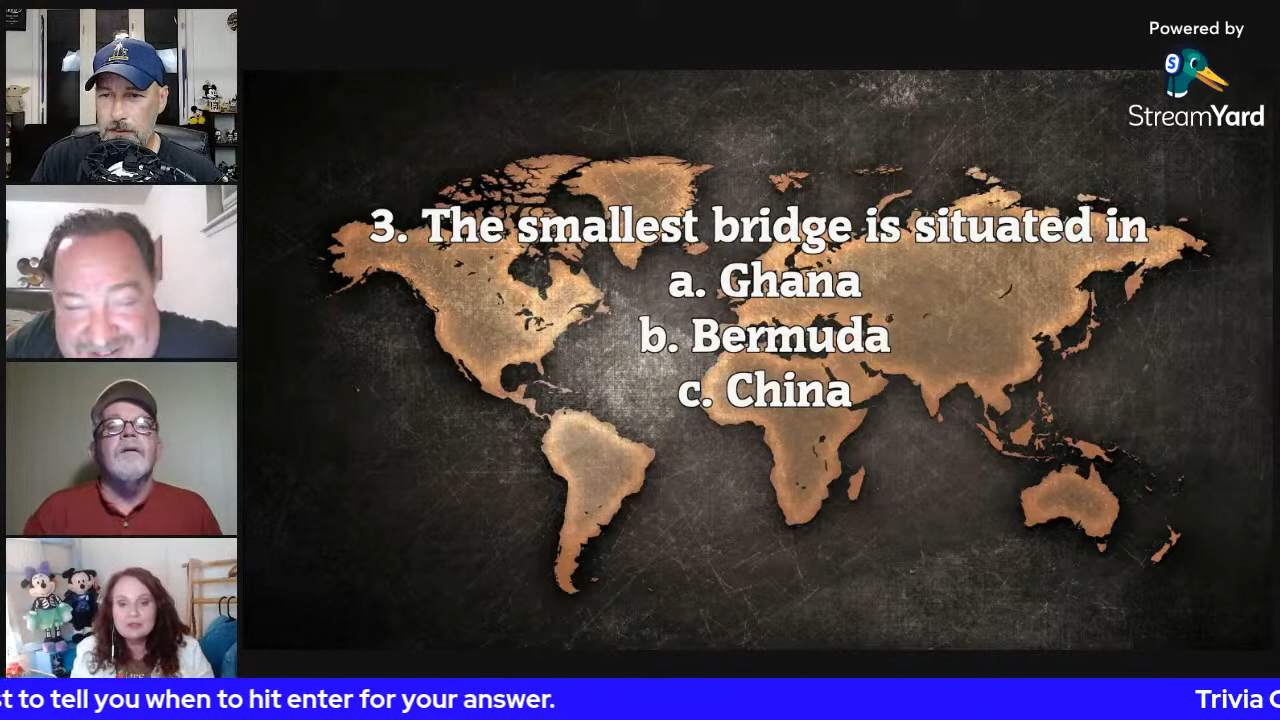 Powered by
StreamYard
3. The smallest bridge is situated in
a. Ghana
b. Bermuda
c. China
st to tell you when to hit enter for your answer.
Trivia